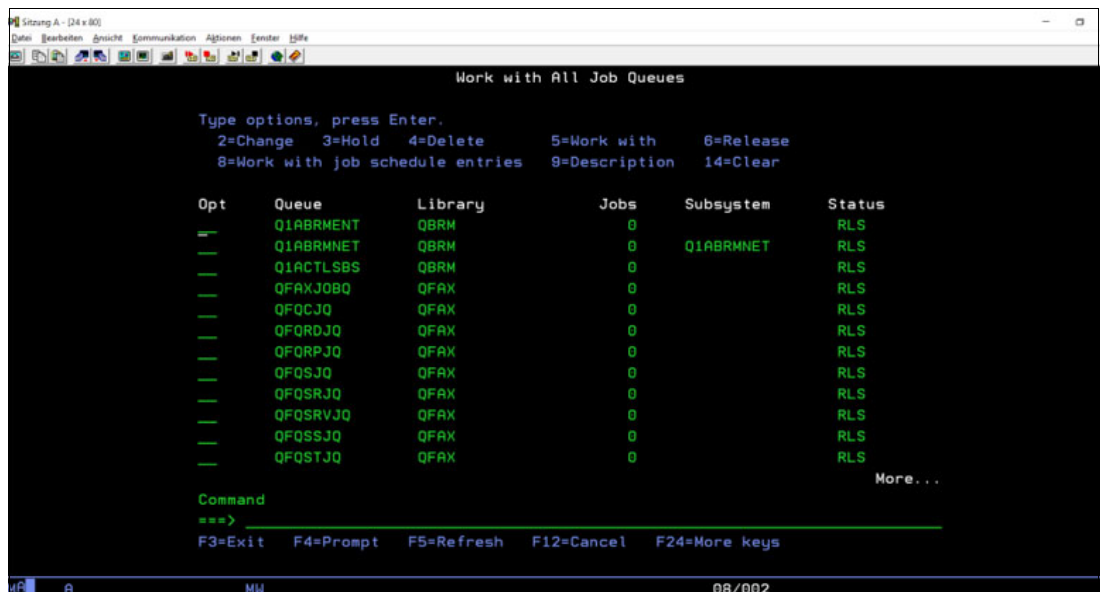 Sitzung A - [24 x 80]
Datei Bearbeiten Ansicht Kommunikation Aktionen Fenster Hilfe
Work with All Job Queues
Type options, press Enter.
2=Change 3=Hold 4=Delete 5=Work with 6=Release
8=Work with job schedule entries 9=Description 14=Clear
Opt Queue Library Jobs Subsystem Status
Q1ABRMENT QBRM 0 RLS
Q1ABRMNET QBRM 0 Q1ABRMNET RLS
Q1ACTLSBS QBRM 0 RLS
QFAXJOBQ QFAX 0 RLS
QFQCJQ QFAX 0 RLS
QFQRDJQ QFAX 0 RLS
QFQRPJQ QFAX 0 RLS
QFQSJQ QFAX 0 RLS
QFQSRJQ QFAX 0 RLS
QFQSRVJQ QFAX 0 RLS
QFQSSJQ QFAX 0 RLS
QFQSTJQ QFAX 0 RLS
More...
Command
===>
F3=Exit F4=Prompt F5=Refresh F12=Cancel F24=More keys
MA A MW 08/002